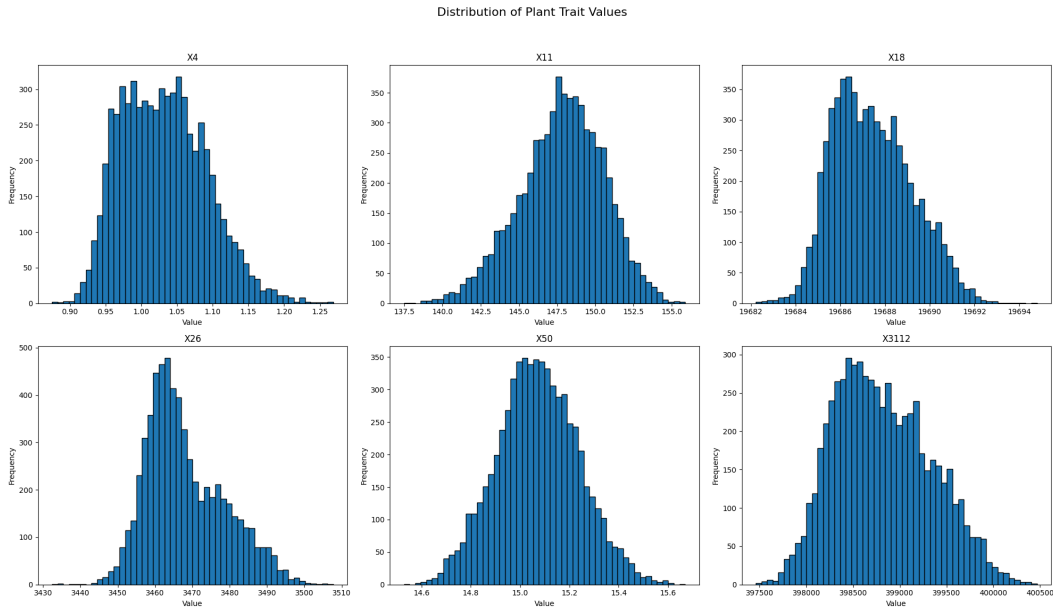 Distribution of Plant Trait Values
X4
Frequency
300
250
200
150
100
50
0
0.90 0.95 1.00 1.05 1.10 1.15 1.20 1.25
Value
X11
Frequency
350
300
250
200
150
100
50
0
137.5 140.0 142.5 145.0 147.5 150.0 152.5 155.0
Value
X18
Frequency
350
300
250
200
150
100
50
0
19682 19684 19686 19688 19690 19692 19694
Value
X26
Frequency
500
400
300
200
100
0
3430 3440 3450 3460 3470 3480 3490 3500 3510
Value
X50
Frequency
350
300
250
200
150
100
50
0
14.6 14.8 15.0 15.2 15.4 15.6
Value
X3112
Frequency
300
250
200
150
100
50
0
397500 398000 398500 399000 399500 400000 400500
Value